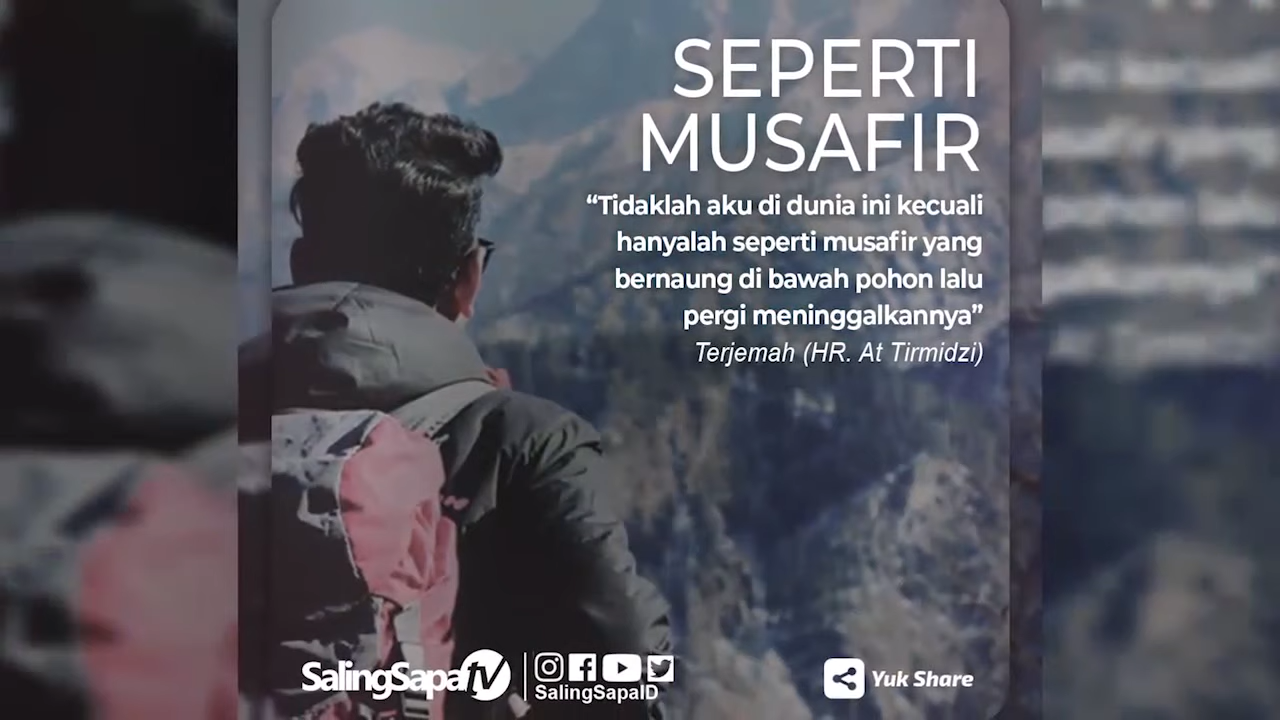 SEPERTI
MUSAFIR
“Tidaklah aku di dunia ini kecuali
hanyalah seperti musafir yang
bernaung di bawah pohon lalu
pergi meninggalkannya”
Terjemah (HR. At Tirmidzi)
SalingSapaTV
SalingSapaID
Yuk Share